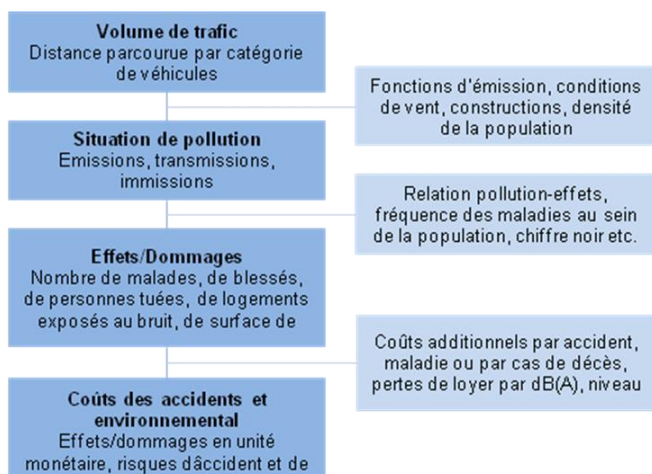 Volume de trafic
Distance parcourue par catégorie
de véhicules
Fonctions d'émission, conditions
de vent, constructions, densité
de la population
Situation de pollution
Emissions, transmissions,
immissions
Relation pollution-effets,
fréquence des maladies au sein
de la population, chiffre noir etc.
Effets/Dommages
Nombre de malades, de blessés,
de personnes tuées, de logements
exposés au bruit, de surface de
Coûts additionnels par accident,
maladie ou par cas de décès,
pertes de loyer par dB(A), niveau
Coûts des accidents et
environnemental
Effets/dommages en unité
monétaire, risques dâccident et de